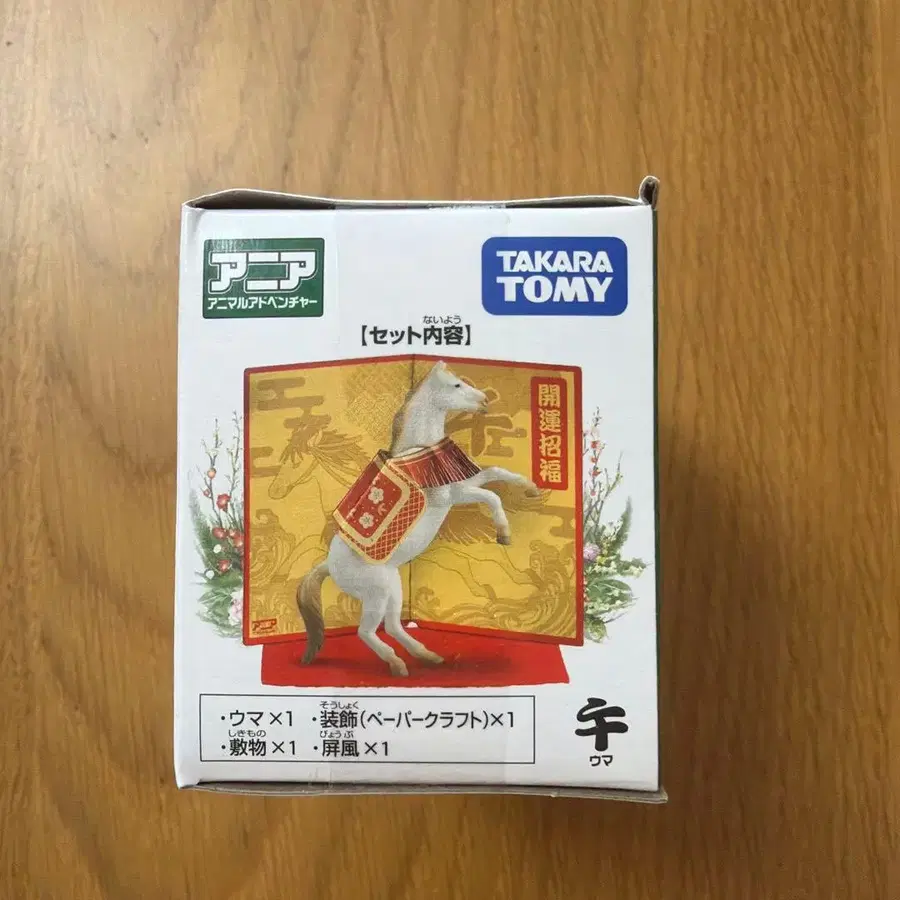 アニア
アニマルアドベンチャー
TAKARA
TOMY
ないよう
【セット内容】
開運招福
アニア
そうしょく
・ウマ×1 ・装飾(ペーパークラフト)×1
しきもの びょうぶ
・敷物×1 ・屏風×1
午
ウマ